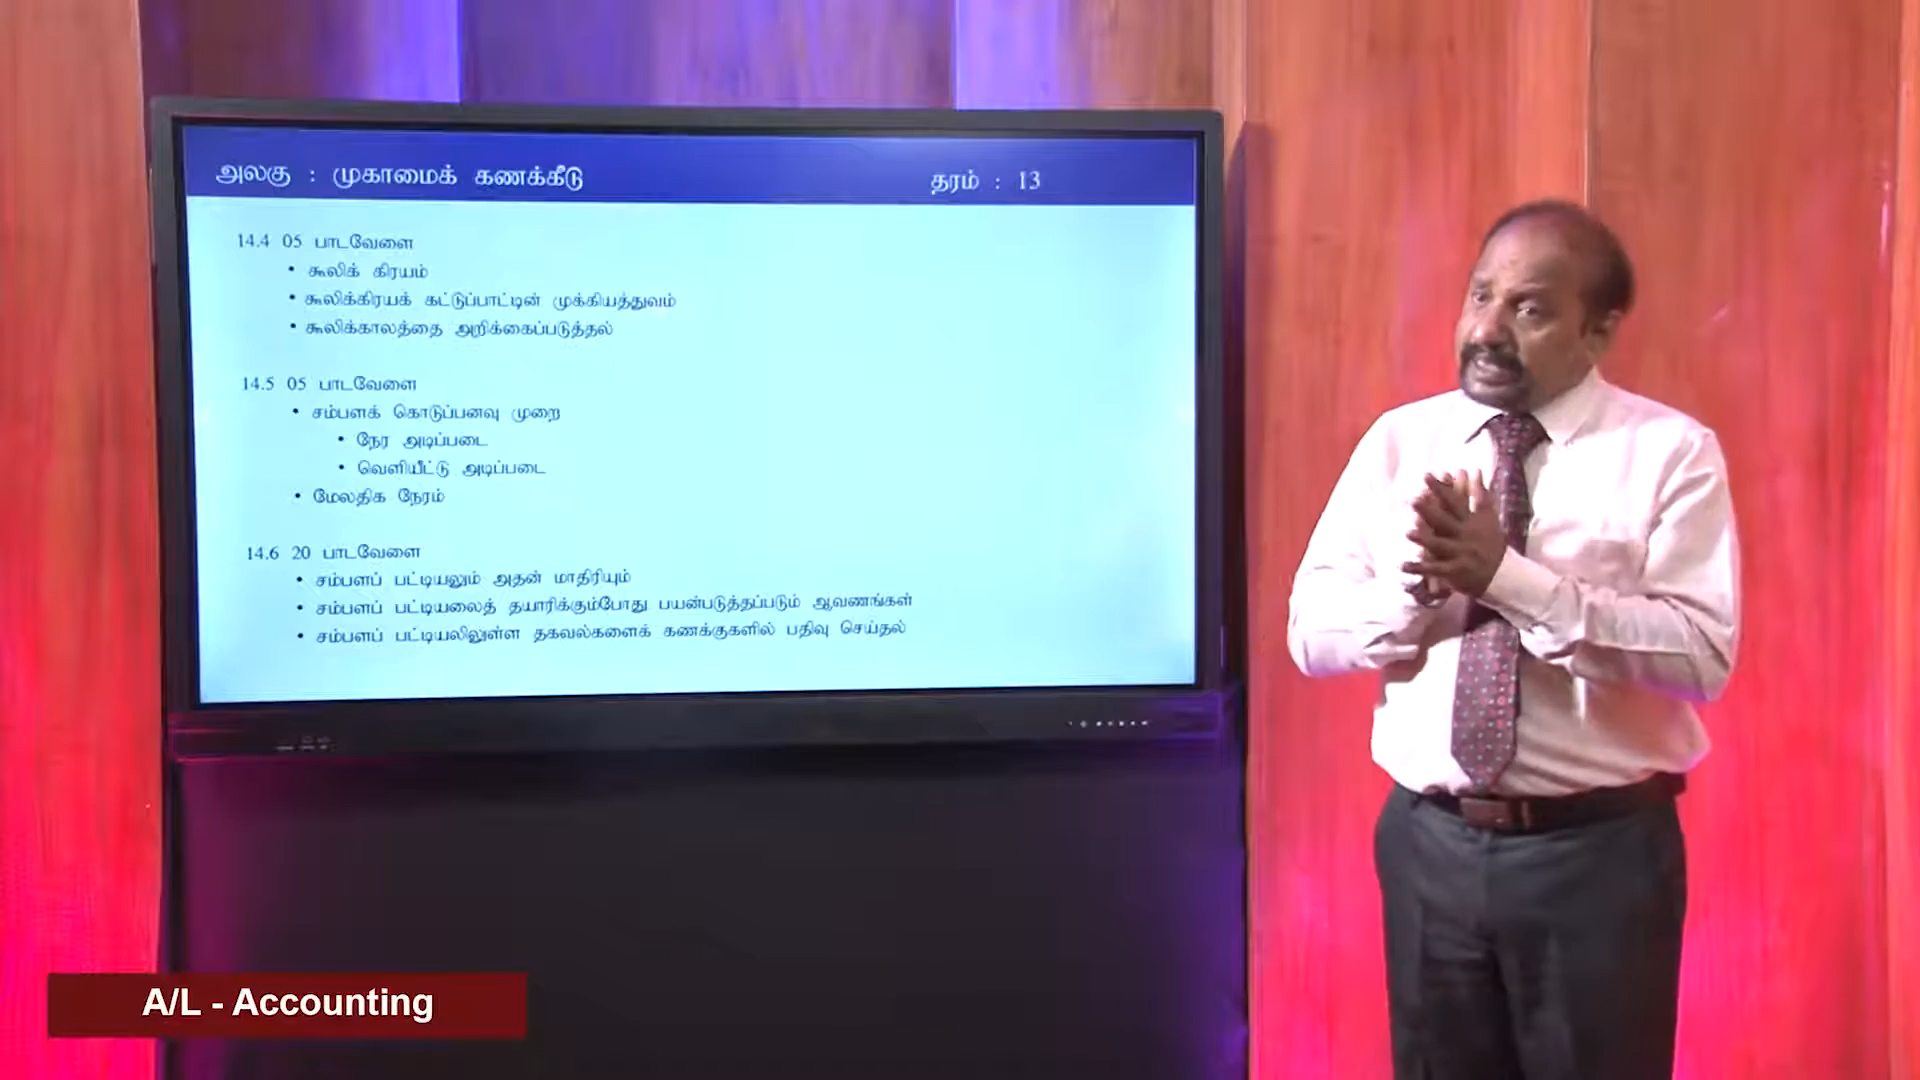 அலகு : முகாமைக் கணக்கீடு தரம் : 13
14.4 05 பாடவேளை
• கூலிக் கிரயம்
• கூலிக்கிரயக் கட்டுப்பாட்டின் முக்கியத்துவம்
• கூலிக்காலத்தை அறிக்கைப்படுத்தல்
14.5 05 பாடவேளை
• சம்பளக் கொடுப்பனவு முறை
• நேர அடிப்படை
• வெளியீட்டு அடிப்படை
• மேலதிக நேரம்
14.6 20 பாடவேளை
• சம்பளப் பட்டியலும் அதன் மாதிரியும்
• சம்பளப் பட்டியலைத் தயாரிக்கும்போது பயன்படுத்தப்படும் ஆவணங்கள்
• சம்பளப் பட்டியலிலுள்ள தகவல்களைக் கணக்குகளில் பதிவு செய்தல்
A/L - Accounting